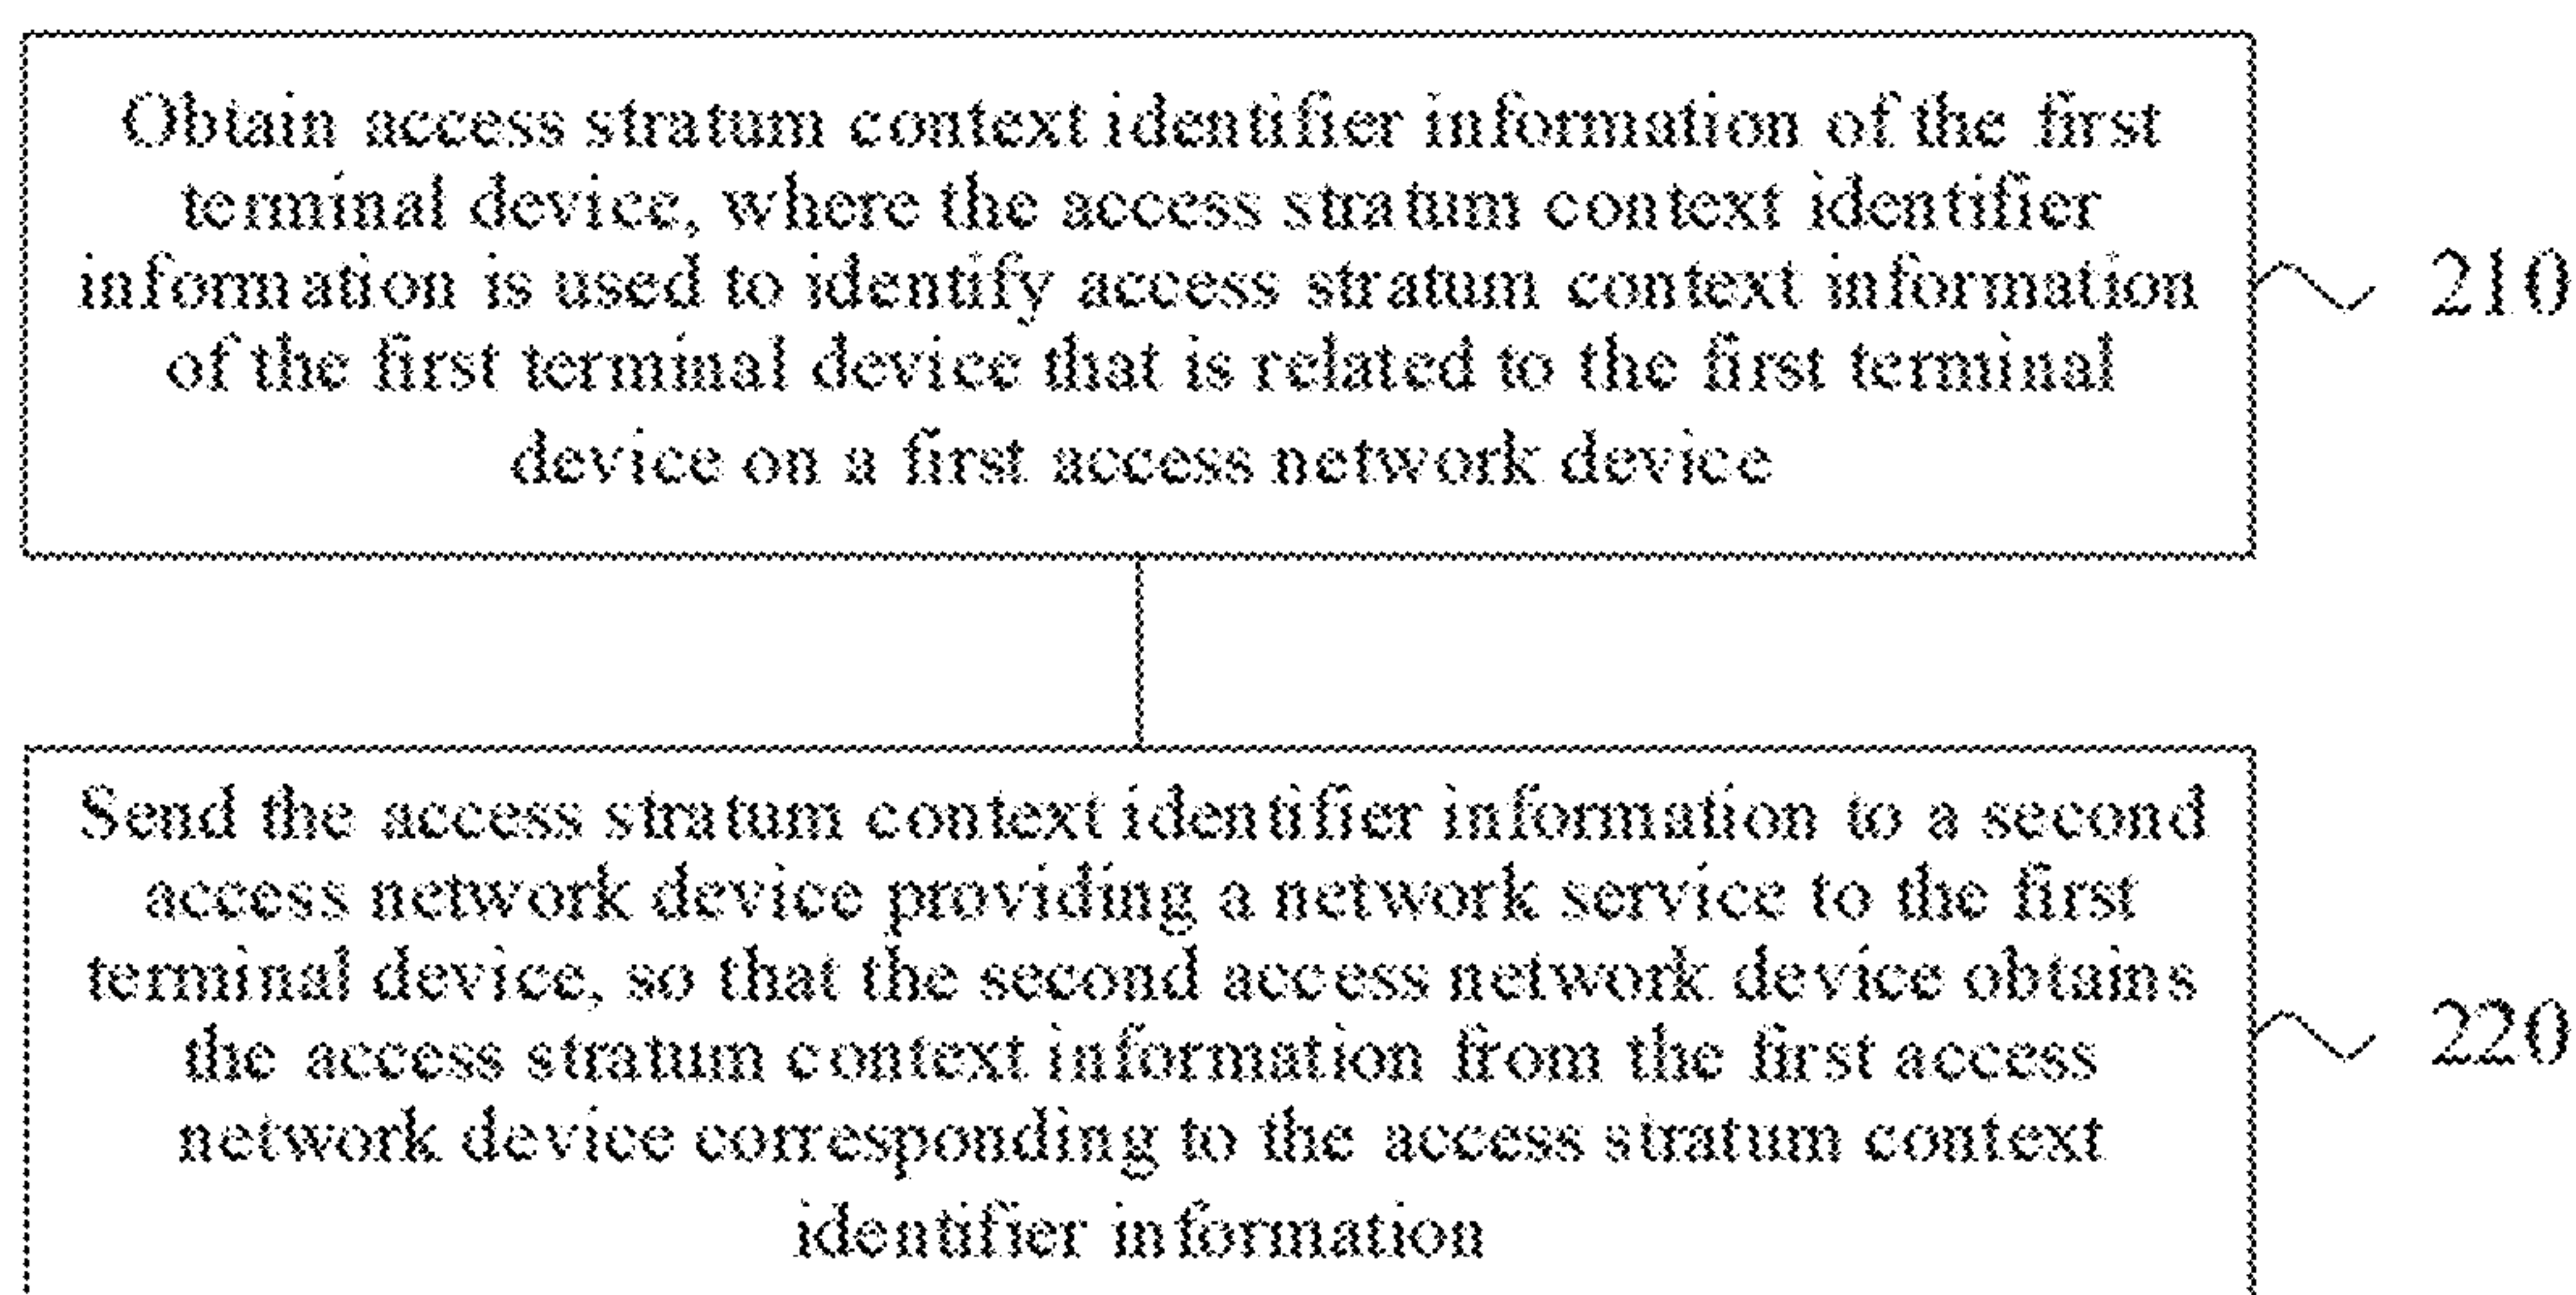 Obtain access stratum context identifier information of the first
terminal device, where the access stratum context identifier
information is used to identify access stratum context information
of the first terminal device that is related to the first terminal
device on a first access network device
210
Send the access stratum context identifier information to a second
access network device providing a network service to the first
terminal device, so that the second access network device obtains
the access stratum context information from the first access
network device corresponding to the access stratum context
identifier information
220